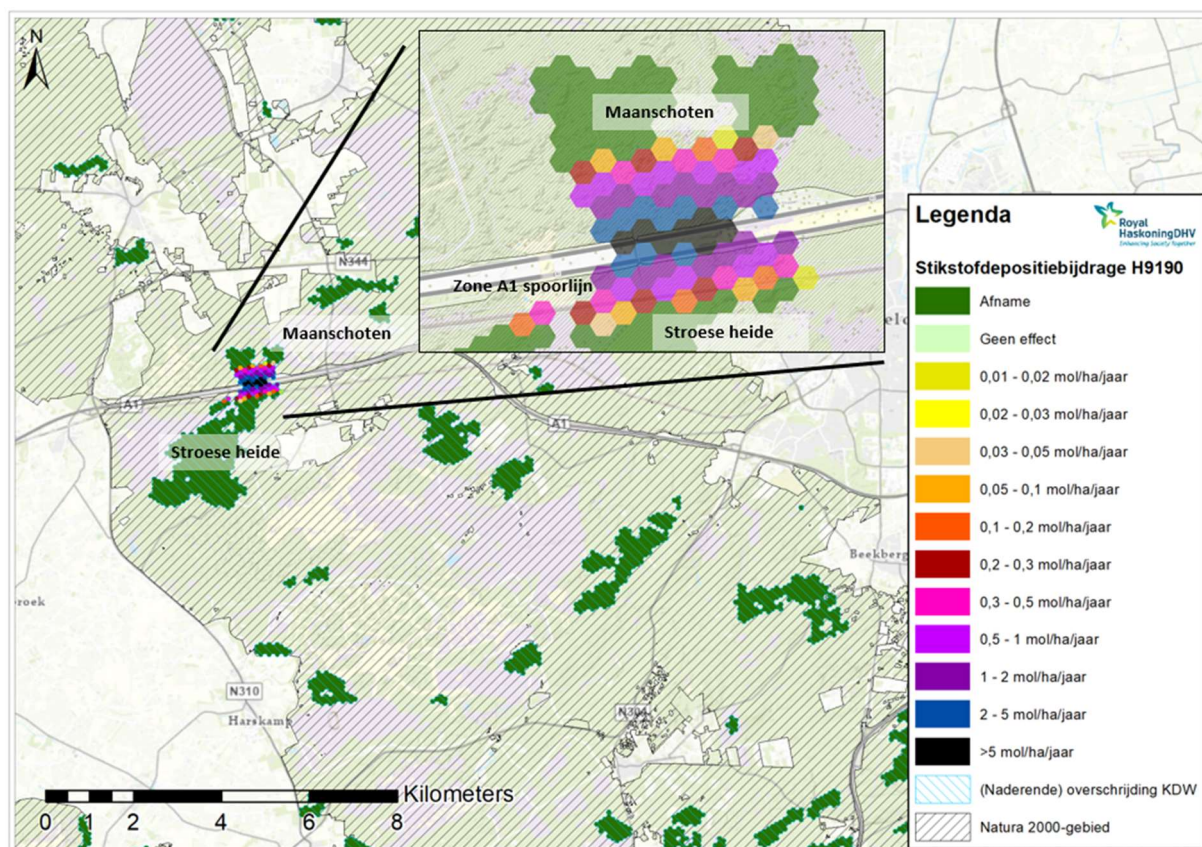 N
Maanschoten
Zone A1 spoorlijn
Stroese heide
N344
Maanschoten
A1
A1
Stroese heide
Beekberg
roek
N310
Harskamp
N304
Kilometers
0 1 2 4 6 8
Legenda
Royal
HaskoningDHV
Enhancing Society Together
Stikstofdepositiebijdrage H9190
Afname
Geen effect
0,01 - 0,02 mol/ha/jaar
0,02 - 0,03 mol/ha/jaar
0,03 - 0,05 mol/ha/jaar
0,05 - 0,1 mol/ha/jaar
0,1 - 0,2 mol/ha/jaar
0,2 - 0,3 mol/ha/jaar
0,3 - 0,5 mol/ha/jaar
0,5 - 1 mol/ha/jaar
1 - 2 mol/ha/jaar
2 - 5 mol/ha/jaar
>5 mol/ha/jaar
(Naderende) overschrijding KDW
Natura 2000-gebied